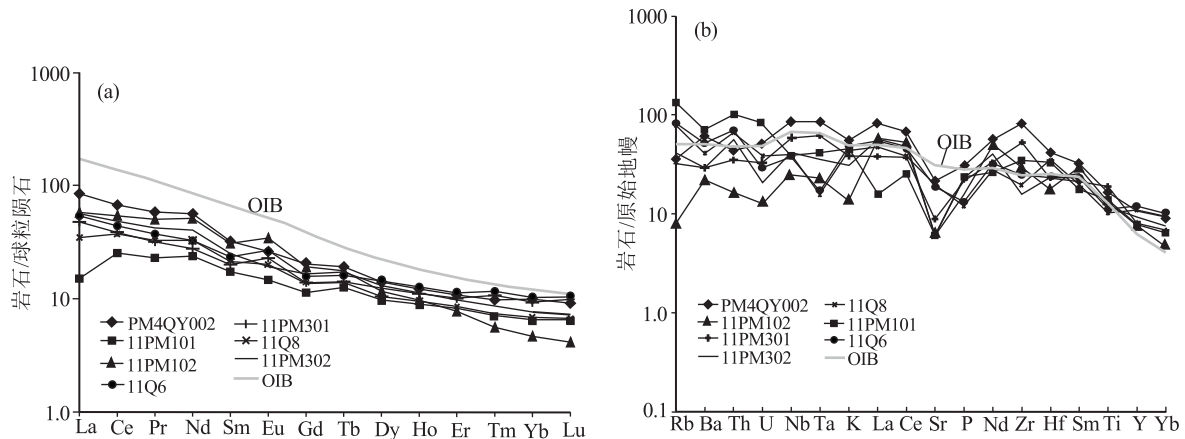 (a)
岩石/球粒陨石
1000
100
10
1.0
OIB
PM4QY002
11PM101
11PM102
11Q6
11PM301
11Q8
11PM302
OIB
La Ce Pr Nd Sm Eu Gd Tb Dy Ho Er Tm Yb Lu
(b)
岩石/原始地幔
1000
100
10
1.0
0.1
OIB
PM4QY002
11PM102
11PM301
11PM302
11Q8
11PM101
11Q6
OIB
Rb Ba Th U Nb Ta K La Ce Sr P Nd Zr Hf Sm Ti Y Yb